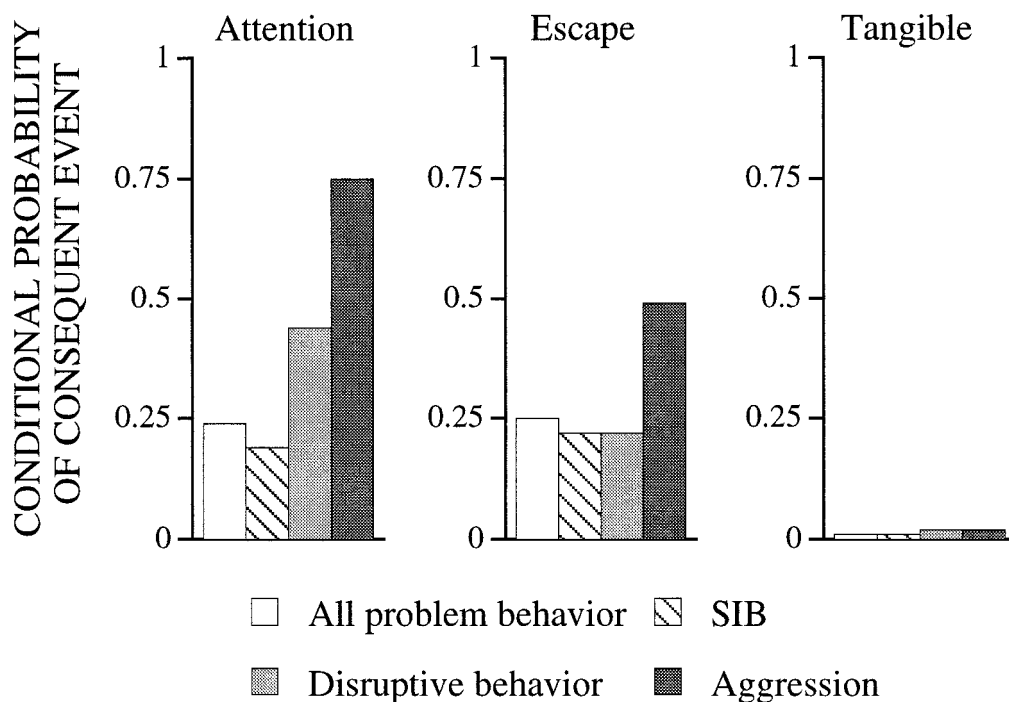 CONDITIONAL PROBABILITY
OF CONSEQUENT EVENT
Attention
1
0.75
0.5
0.25
0
Escape
1
0.75
0.5
0.25
0
Tangible
1
0.75
0.5
0.25
0
All problem behavior
SIB
Disruptive behavior
Aggression